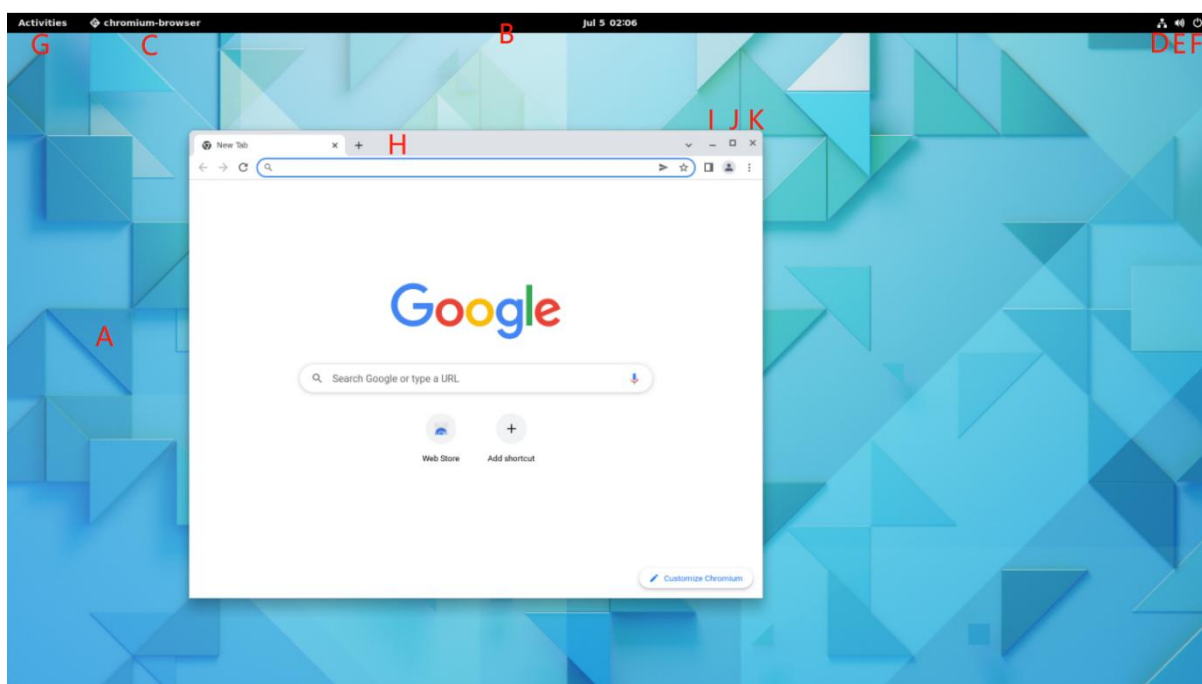 Activities chromium-browser Jul 5 02:06
G C B D E F
I J K
New Tab H
A
Google
Search Google or type a URL
Web Store Add shortcut
Customize Chromium